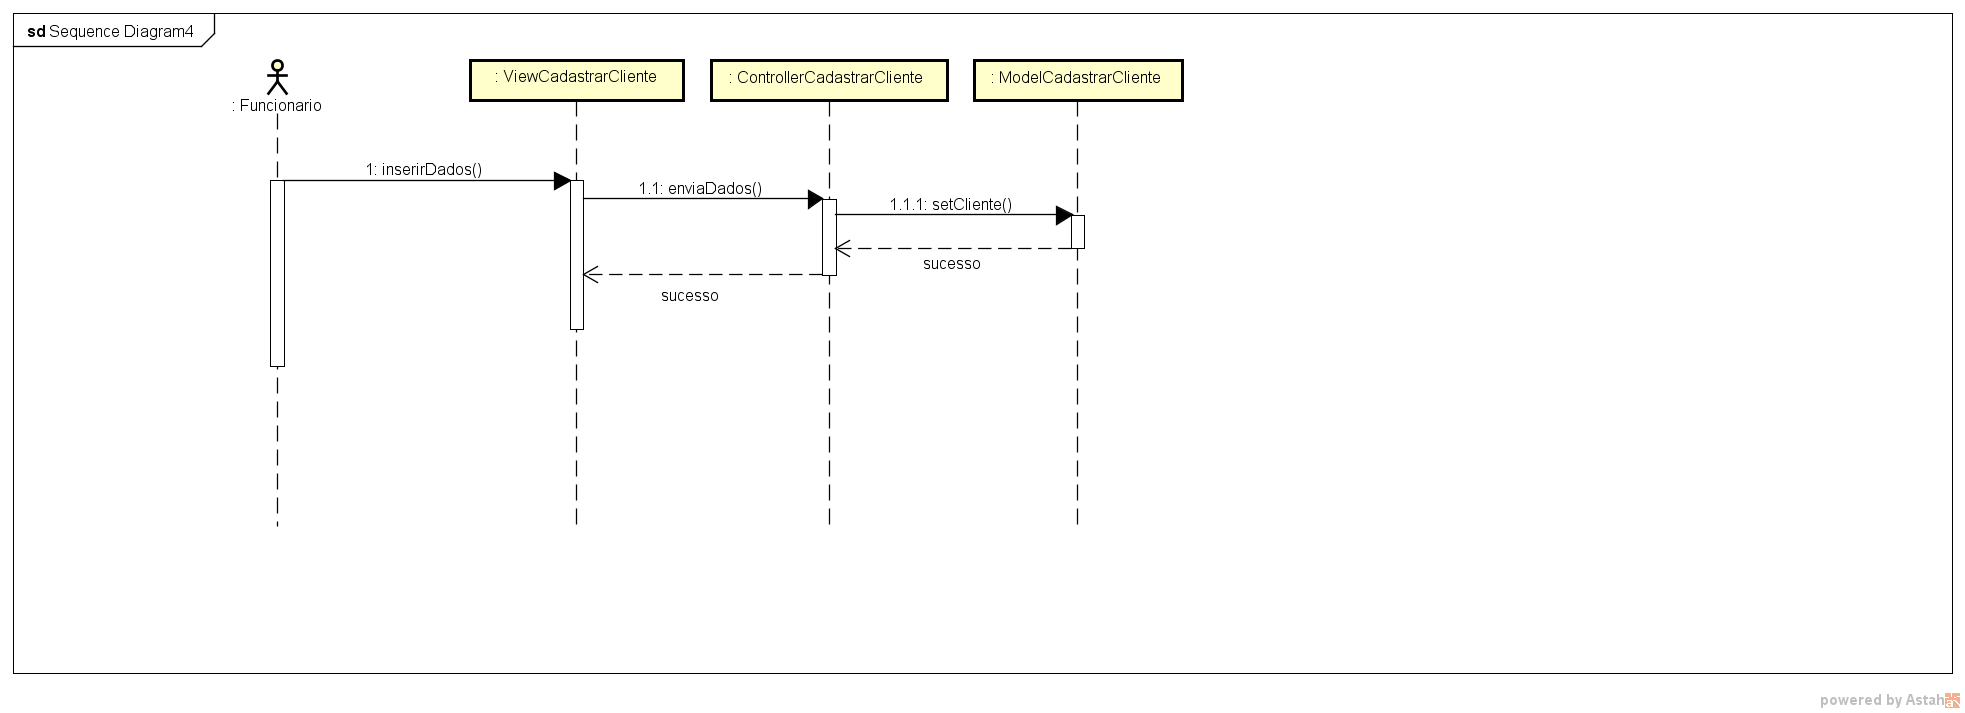 sd Sequence Diagram4
: Funcionario
: ViewCadastrarCliente
: ControllerCadastrarCliente
: ModelCadastrarCliente
1: inserirDados()
1.1: enviaDados()
1.1.1: setCliente()
sucesso
sucesso
powered by Astah